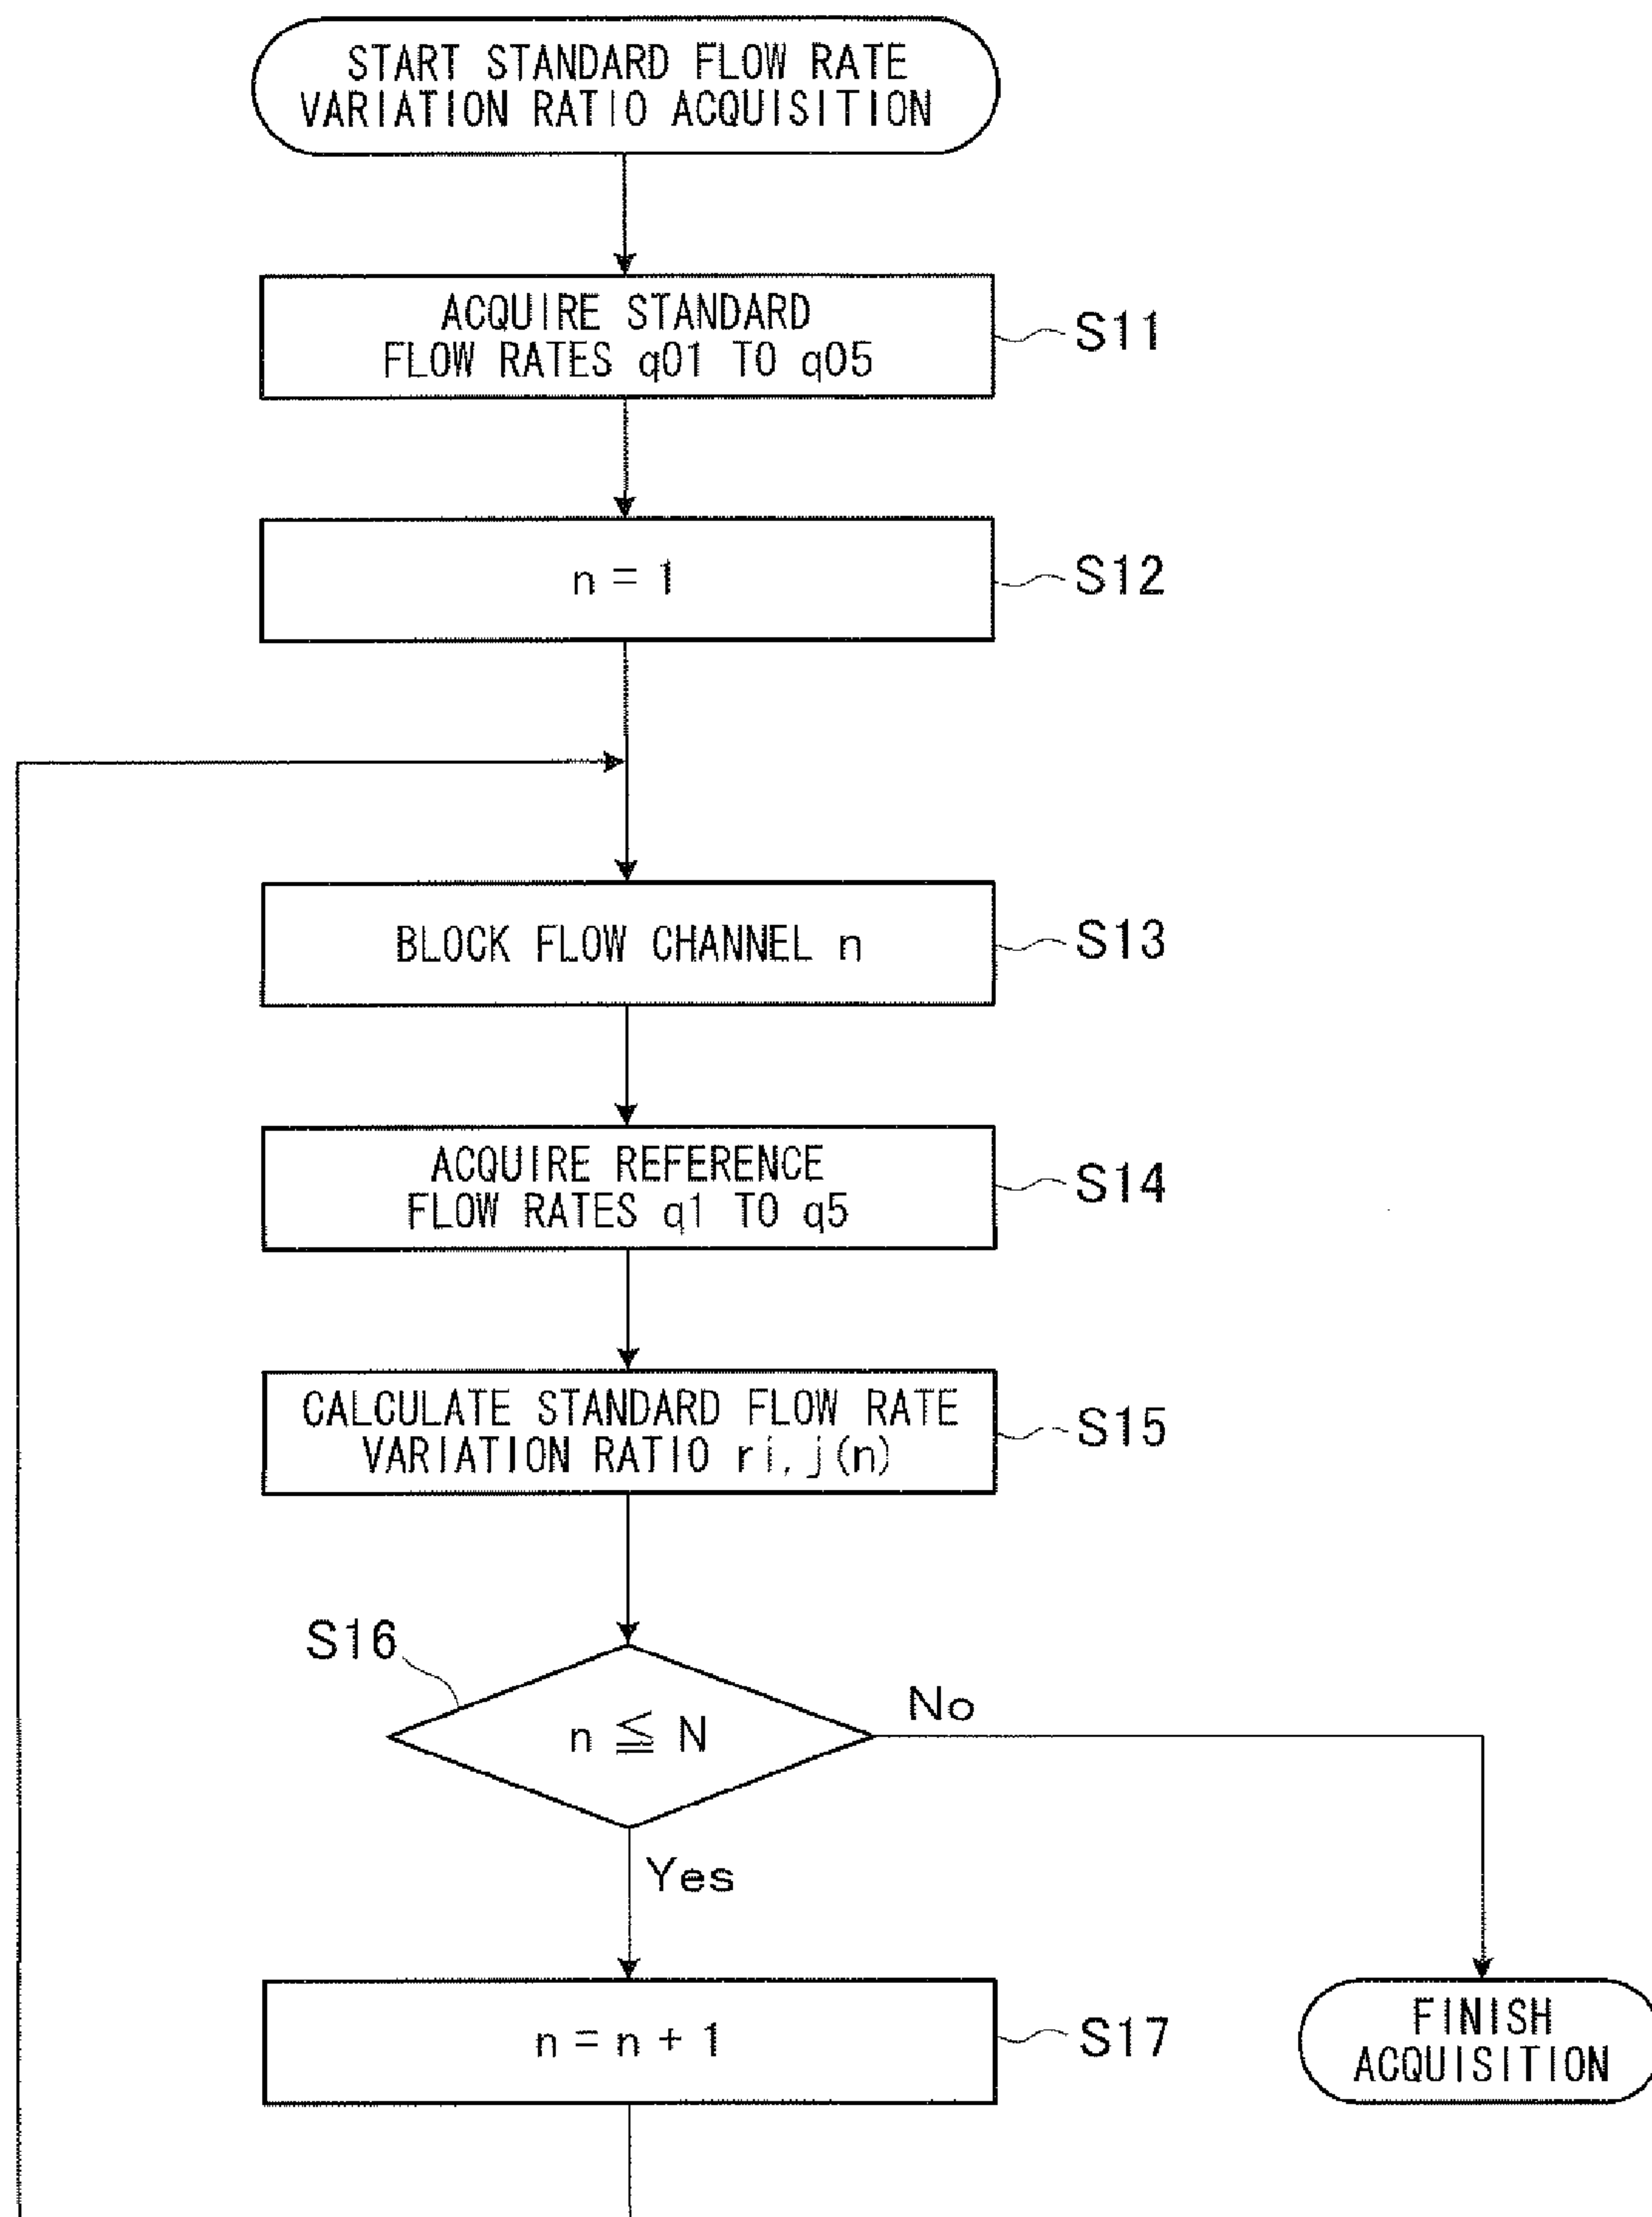 START STANDARD FLOW RATE
VARIATION RATIO ACQUISITION
ACQUIRE STANDARD
FLOW RATES q01 TO q05
S11
n = 1
S12
BLOCK FLOW CHANNEL n
S13
ACQUIRE REFERENCE
FLOW RATES q1 TO q5
S14
CALCULATE STANDARD FLOW RATE
VARIATION RATIO ri, j(n)
S15
S16
n ≦ N
No
Yes
n = n + 1
S17
FINISH
ACQUISITION